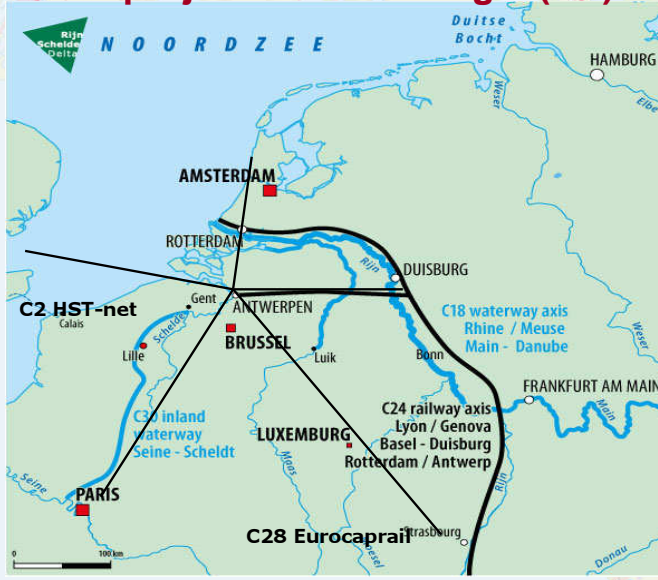 Rijn
Schelde
Delta
NOORDZEE
Duitse
Bocht
HAMBURG
Weser
Elbe
AMSTERDAM
ROTTERDAM
Rijn
DUISBURG
Gent
ANTWERPEN
C2 HST-net
Calais
Schelde
BRUSSEL
Lille
Luik
Bonn
C18 waterway axis
Rhine / Meuse
Main - Danube
Weser
FRANKFURT AM MAIN
Main
C30 inland
waterway
Seine - Scheldt
LUXEMBURG
C24 railway axis
Lyon / Genova
Basel - Duisburg
Rotterdam / Antwerp
Maas
Rijn
Seine
PARIS
C28 Eurocaprail
Strasbourg
Donau
0
100 km